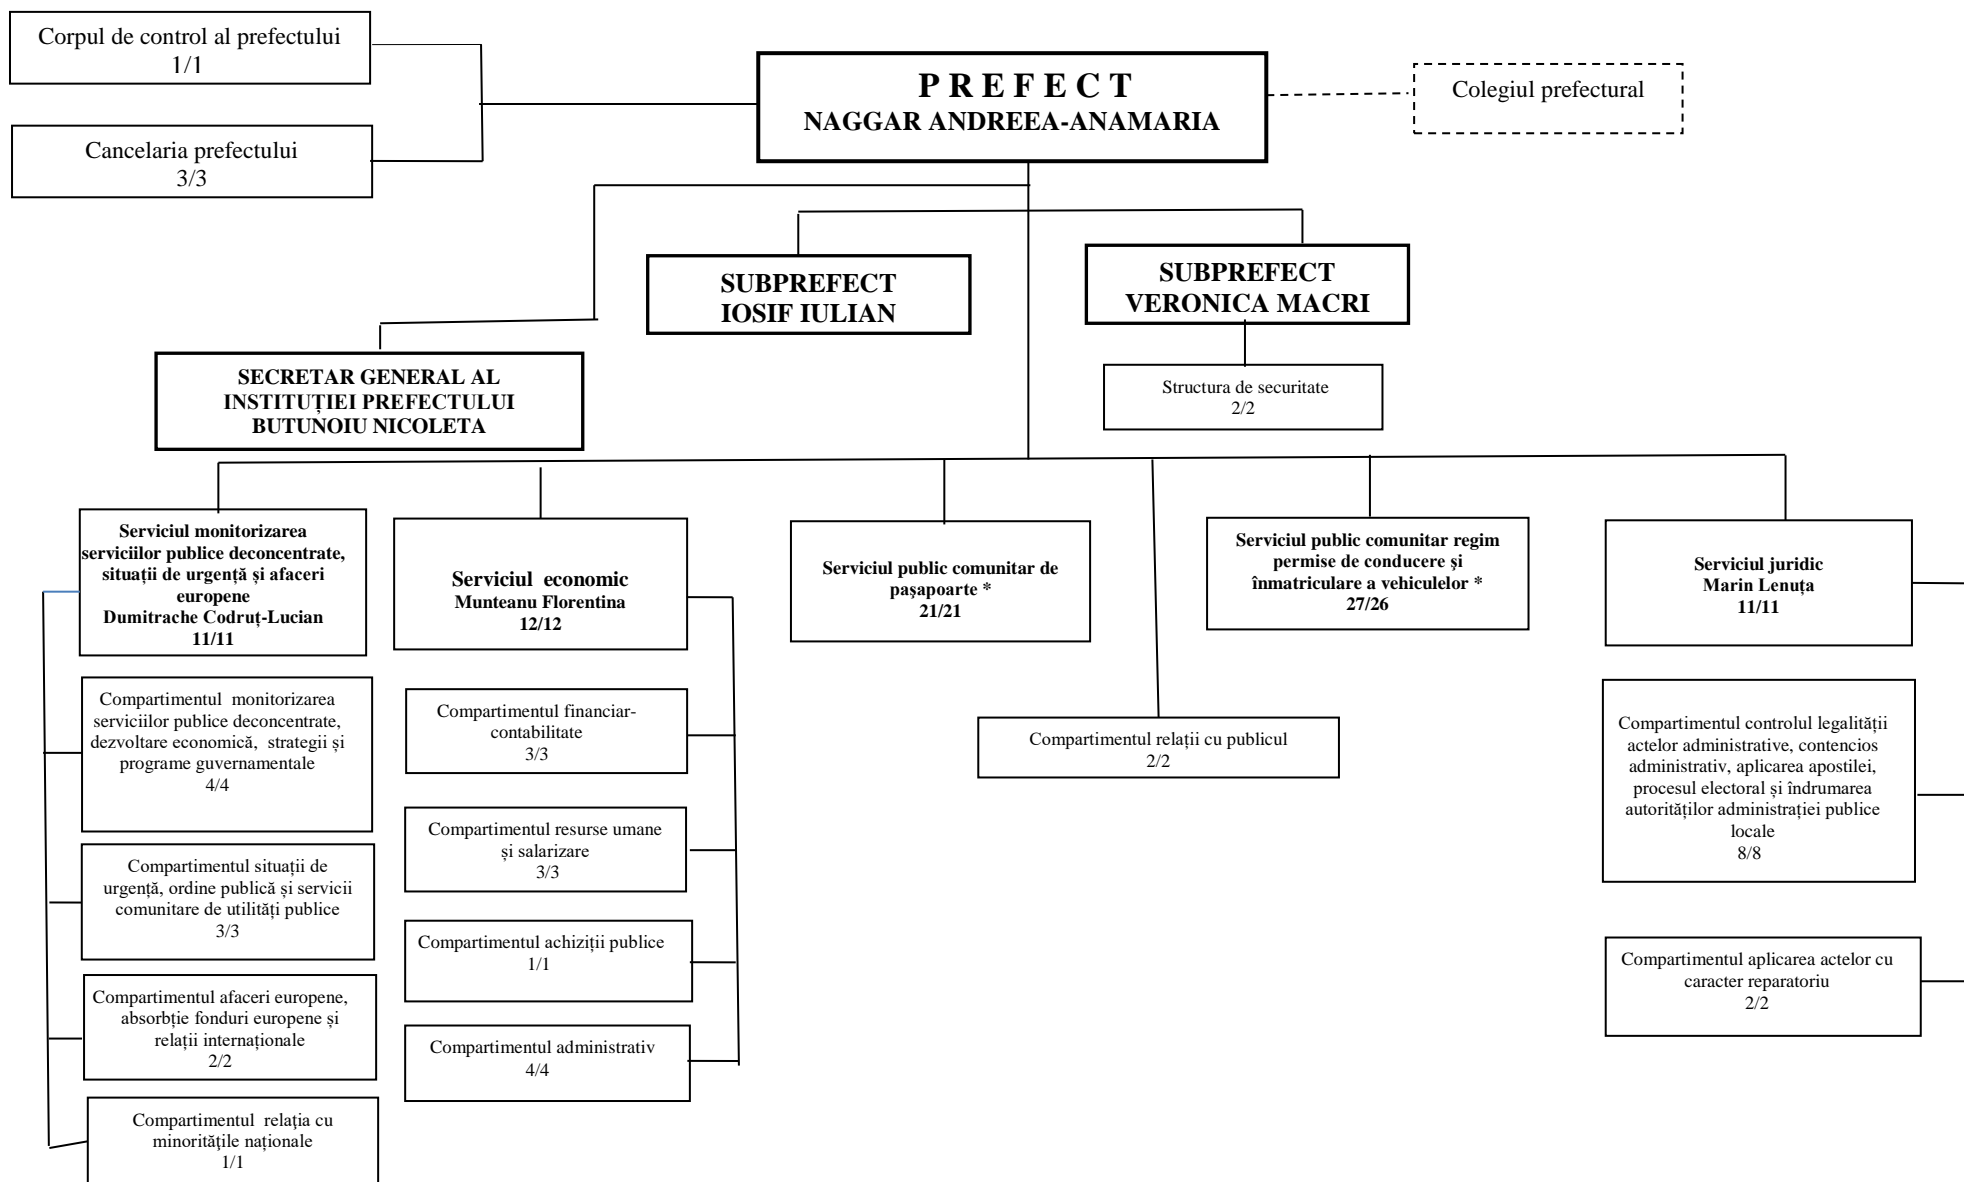 Corpul de control al prefectului
1/1
P R E F E C T
NAGGAR ANDREEA-ANAMARIA
Colegiul prefectural
Cancelaria prefectului
3/3
SUBPREFECT
IOSIF IULIAN
SUBPREFECT
VERONICA MACRI
SECRETAR GENERAL AL
INSTITUȚIEI PREFECTULUI
BUTUNOIU NICOLETA
Structura de securitate
2/2
Serviciul monitorizarea
serviciilor publice deconcentrate,
situații de urgență și afaceri
europene
Dumitrache Codruț-Lucian
11/11
Serviciul economic
Munteanu Florentina
12/12
Serviciul public comunitar de
paşapoarte *
21/21
Serviciul public comunitar regim
permise de conducere şi
înmatriculare a vehiculelor *
27/26
Serviciul juridic
Marin Lenuţa
11/11
Compartimentul monitorizarea
serviciilor publice deconcentrate,
dezvoltare economică, strategii și
programe guvernamentale
4/4
Compartimentul situații de
urgență, ordine publică și servicii
comunitare de utilități publice
3/3
Compartimentul afaceri europene,
absorbție fonduri europene și
relații internaționale
2/2
Compartimentul relaţia cu
minorităţile naționale
1/1
Compartimentul financiar-
contabilitate
3/3
Compartimentul resurse umane
și salarizare
3/3
Compartimentul achiziții publice
1/1
Compartimentul administrativ
4/4
Compartimentul relații cu publicul
2/2
Compartimentul controlul legalității
actelor administrative, contencios
administrativ, aplicarea apostilei,
procesul electoral și îndrumarea
autorităților administrației publice
locale
8/8
Compartimentul aplicarea actelor cu
caracter reparatoriu
2/2